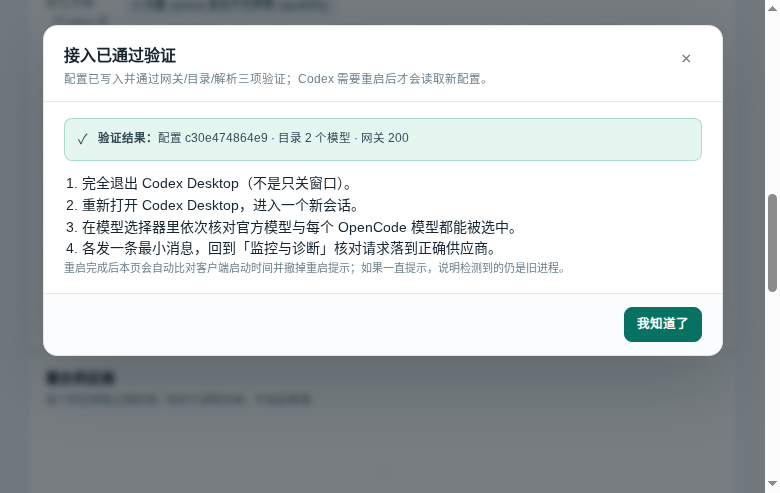 接入已通过验证
×
配置已写入并通过网关/目录/解析三项验证；Codex 需要重启后才会读取新配置。
✓ 验证结果：配置 c30e474864e9 · 目录 2 个模型 · 网关 200
1. 完全退出 Codex Desktop（不是只关窗口）。
2. 重新打开 Codex Desktop，进入一个新会话。
3. 在模型选择器里依次核对官方模型与每个 OpenCode 模型都能被选中。
4. 各发一条最小消息，回到「监控与诊断」核对请求落到正确供应商。
重启完成后本页会自动比对客户端启动时间并撤掉重启提示；如果一直提示，说明检测到的仍是旧进程。
我知道了